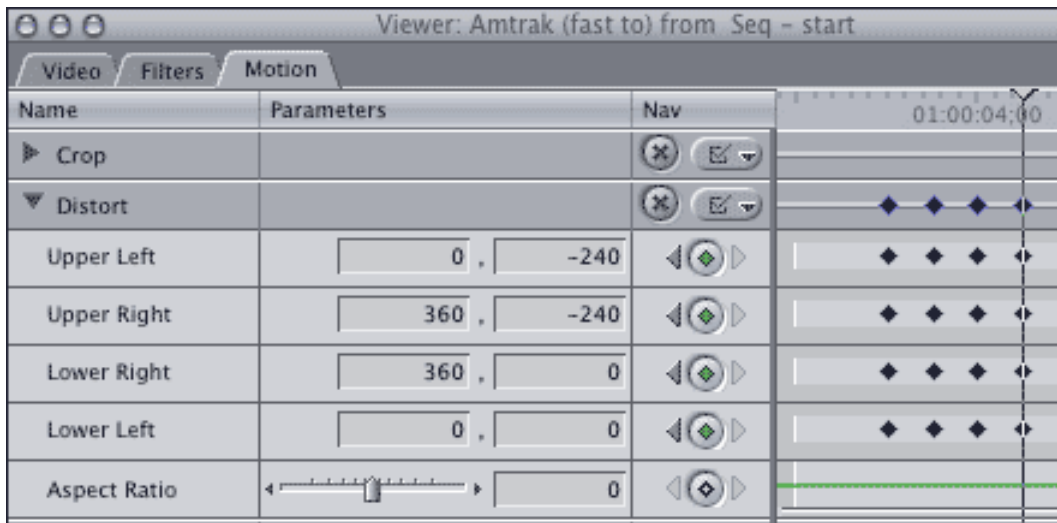 Viewer: Amtrak (fast to) from Seq - start
Video Filters Motion
Name Parameters Nav 01:00:04;00
Crop
Distort
Upper Left 0 , -240
Upper Right 360 , -240
Lower Right 360 , 0
Lower Left 0 , 0
Aspect Ratio 0